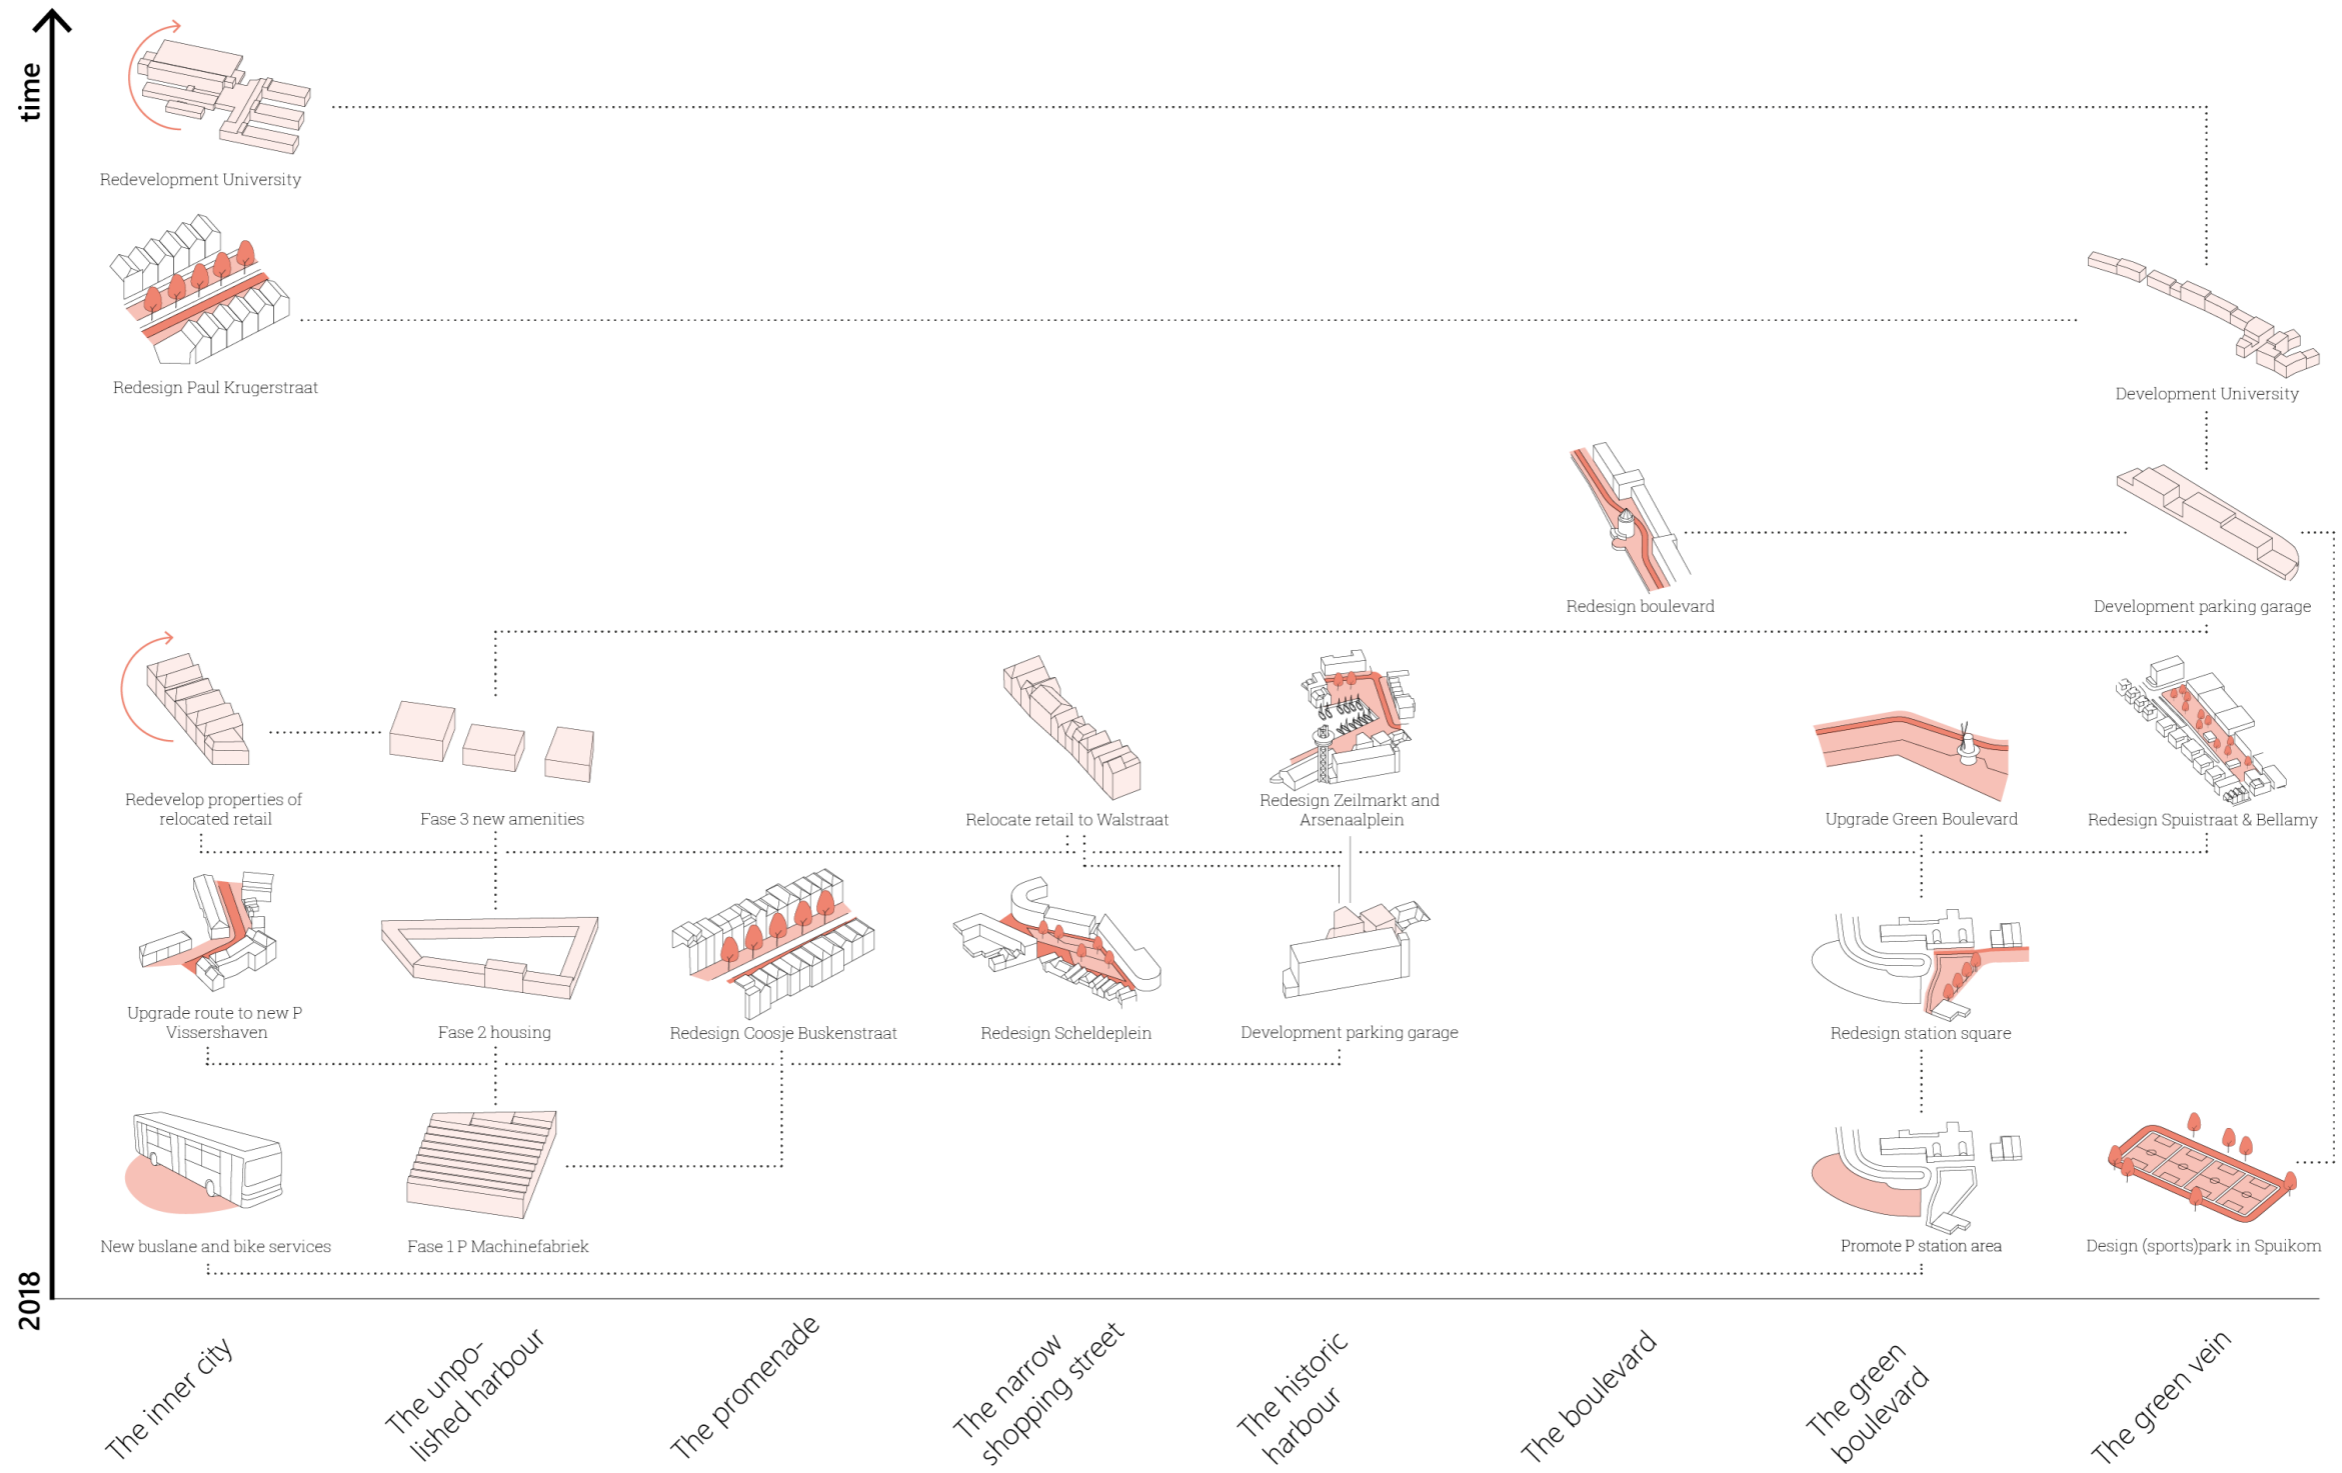 time
Redevelopment University
Redesign Paul Krugerstraat
Development University
Redesign boulevard
Development parking garage
Redevelop properties of
relocated retail
Fase 3 new amenities
Relocate retail to Walstraat
Redesign Zeilmarkt and
Arsenaalplein
Upgrade Green Boulevard
Redesign Spuistraat & Bellamy
Upgrade route to new P
Vissershaven
Fase 2 housing
Redesign Coosje Buskenstraat
Redesign Scheldeplein
Development parking garage
Redesign station square
New buslane and bike services
Fase 1 P Machinefabriek
Promote P station area
Design (sports)park in Spuikom
2018
The inner city
The unpo-
lished harbour
The promenade
The narrow
shopping street
The historic
harbour
The boulevard
The green
boulevard
The green vein